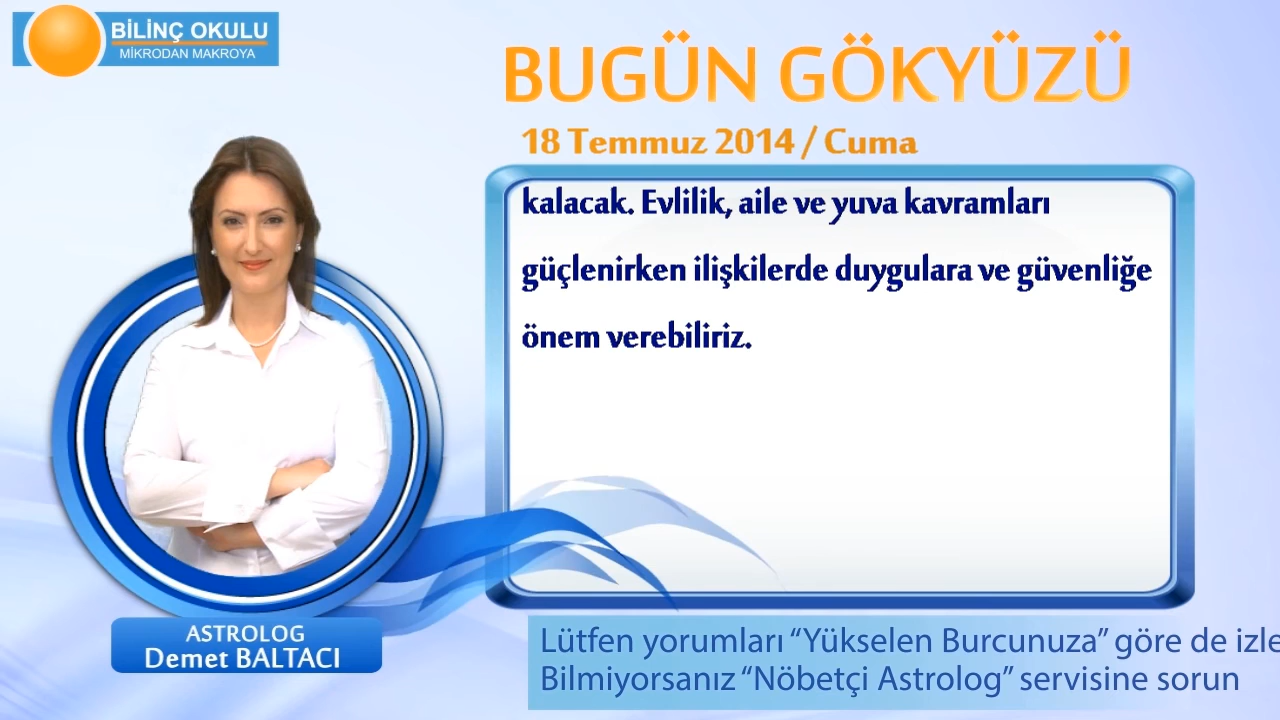 BİLİNÇ OKULU
MİKRODAN MAKROYA
BUGÜN GÖKYÜZÜ
18 Temmuz 2014 / Cuma
kalacak. Evlilik, aile ve yuva kavramları
güçlenirken ilişkilerde duygulara ve güvenliğe
önem verebiliriz.
ASTROLOG
Demet BALTACI
Lütfen yorumları “Yükselen Burcunuza” göre de izle
Bilmiyorsanız “Nöbetçi Astrolog” servisine sorun